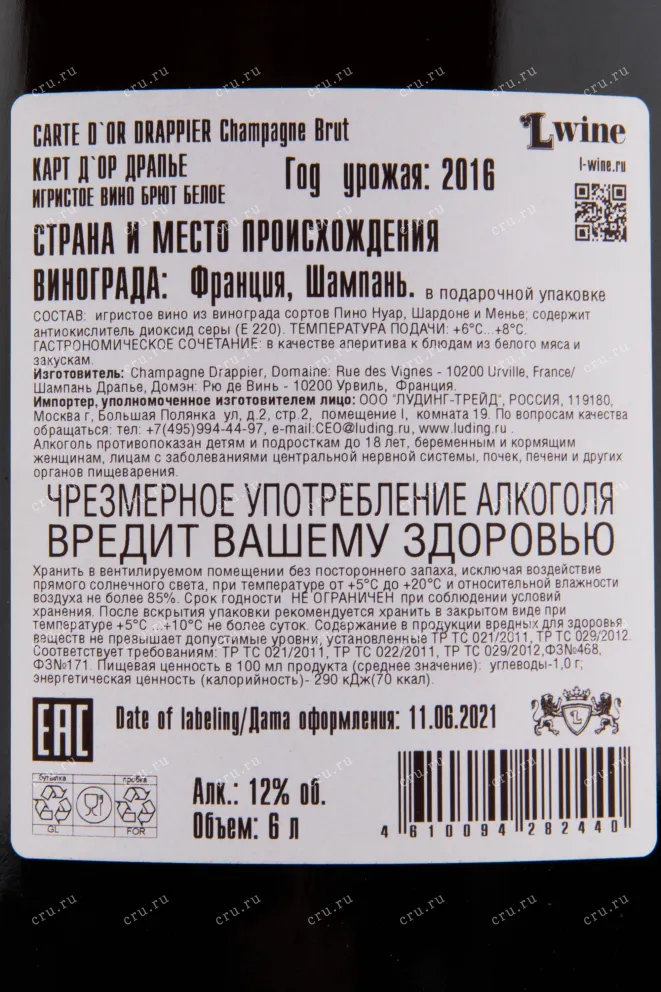 CARTE D`OR DRAPPIER Champagne Brut
Lwine
КАРТ Д`ОР ДРАПЬЕ
Год урожая: 2016
l-wine.ru
ИГРИСТОЕ ВИНО БРЮТ БЕЛОЕ
СТРАНА И МЕСТО ПРОИСХОЖДЕНИЯ
ВИНОГРАДА: Франция, Шампань. в подарочной упаковке
СОСТАВ: игристое вино из винограда сортов Пино Нуар, Шардоне и Менье; содержит
антиокислитель диоксид серы (Е 220). ТЕМПЕРАТУРА ПОДАЧИ: +6°С...+8°С.
ГАСТРОНОМИЧЕСКОЕ СОЧЕТАНИЕ: в качестве аперитива к блюдам из белого мяса и
закускам.
Изготовитель: Champagne Drappier, Domaine: Rue des Vignes - 10200 Urville, France/
Шампань Драпье, Домэн: Рю де Винь - 10200 Урвиль, Франция.
Импортер, уполномоченное изготовителем лицо: ООО "ЛУДИНГ-ТРЕЙД", РОССИЯ, 119180,
Москва г, Большая Полянка ул, д.2, стр.2, помещение I, комната 19. По вопросам качества
обращаться: тел: +7(495)994-44-97, e-mail:CEO@luding.ru, www.luding.ru .
Алкоголь противопоказан детям и подросткам до 18 лет, беременным и кормящим
женщинам, лицам с заболеваниями центральной нервной системы, почек, печени и других
органов пищеварения.
ЧРЕЗМЕРНОЕ УПОТРЕБЛЕНИЕ АЛКОГОЛЯ
ВРЕДИТ ВАШЕМУ ЗДОРОВЬЮ
Хранить в вентилируемом помещении без постороннего запаха, исключая воздействие
прямого солнечного света, при температуре от +5°С до +20°С и относительной влажности
воздуха не более 85%. Срок годности НЕ ОГРАНИЧЕН при соблюдении условий
хранения. После вскрытия упаковки рекомендуется хранить в закрытом виде при
температуре +5°С ...+10°С не более суток. Содержание в продукции вредных для здоровья
веществ не превышает допустимые уровни, установленные ТР ТС 021/2011, ТР ТС 029/2012.
Соответствует требованиям: ТР ТС 021/2011, ТР ТС 022/2011, ТР ТС 029/2012,ФЗ№468,
ФЗ№171. Пищевая ценность в 100 мл продукта (среднее значение): углеводы-1,0 г;
энергетическая ценность (калорийность)- 290 кДж(70 ккал).
EAC
Date of labeling/Дата оформления: 11.06.2021
L
бутылка
пробка
GL
FOR
Алк.: 12% об.
Объем: 6 л
4 610094 282440